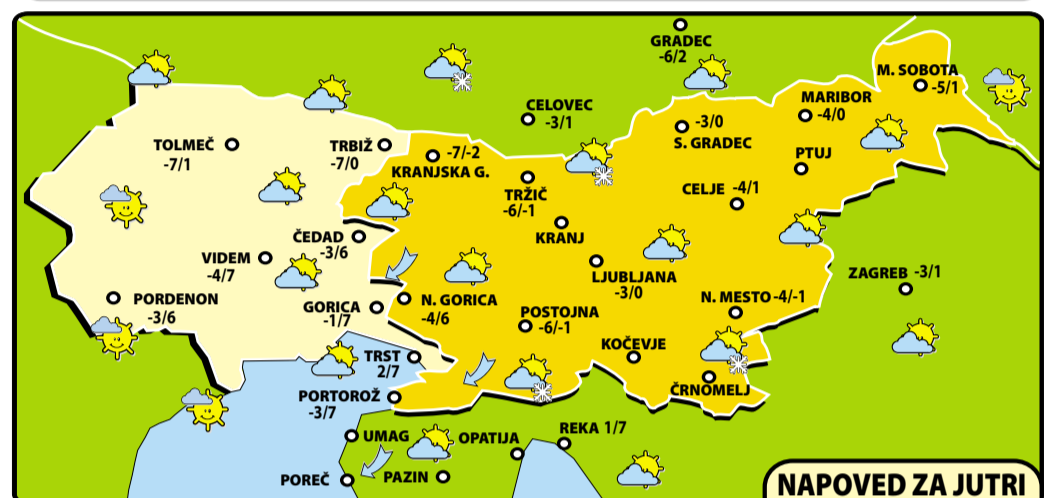 GRADEC
-6/2
M. SOBOTA
-5/1
CELOVEC
-3/1
MARIBOR
-4/0
-3/0
S. GRADEC
TOLMEČ
-7/1
TRBIŽ
-7/0
-7/-2
KRANJSKA G.
PTUJ
TRŽIČ
-6/-1
CELJE -4/1
KRANJ
ČEDAD
-3/6
VIDEM
-4/7
LJUBLJANA
-3/0
ZAGREB -3/1
PORDENON
-3/6
GORICA
-1/7
N. GORICA
-4/6
POSTOJNA
-6/-1
N. MESTO -4/-1
KOČEVJE
TRST
2/7
ČRNOMELJ
PORTOROŽ
-3/7
UMAG
OPATIJA
REKA 1/7
POREČ
PAZIN
NAPOVED ZA JUTRI